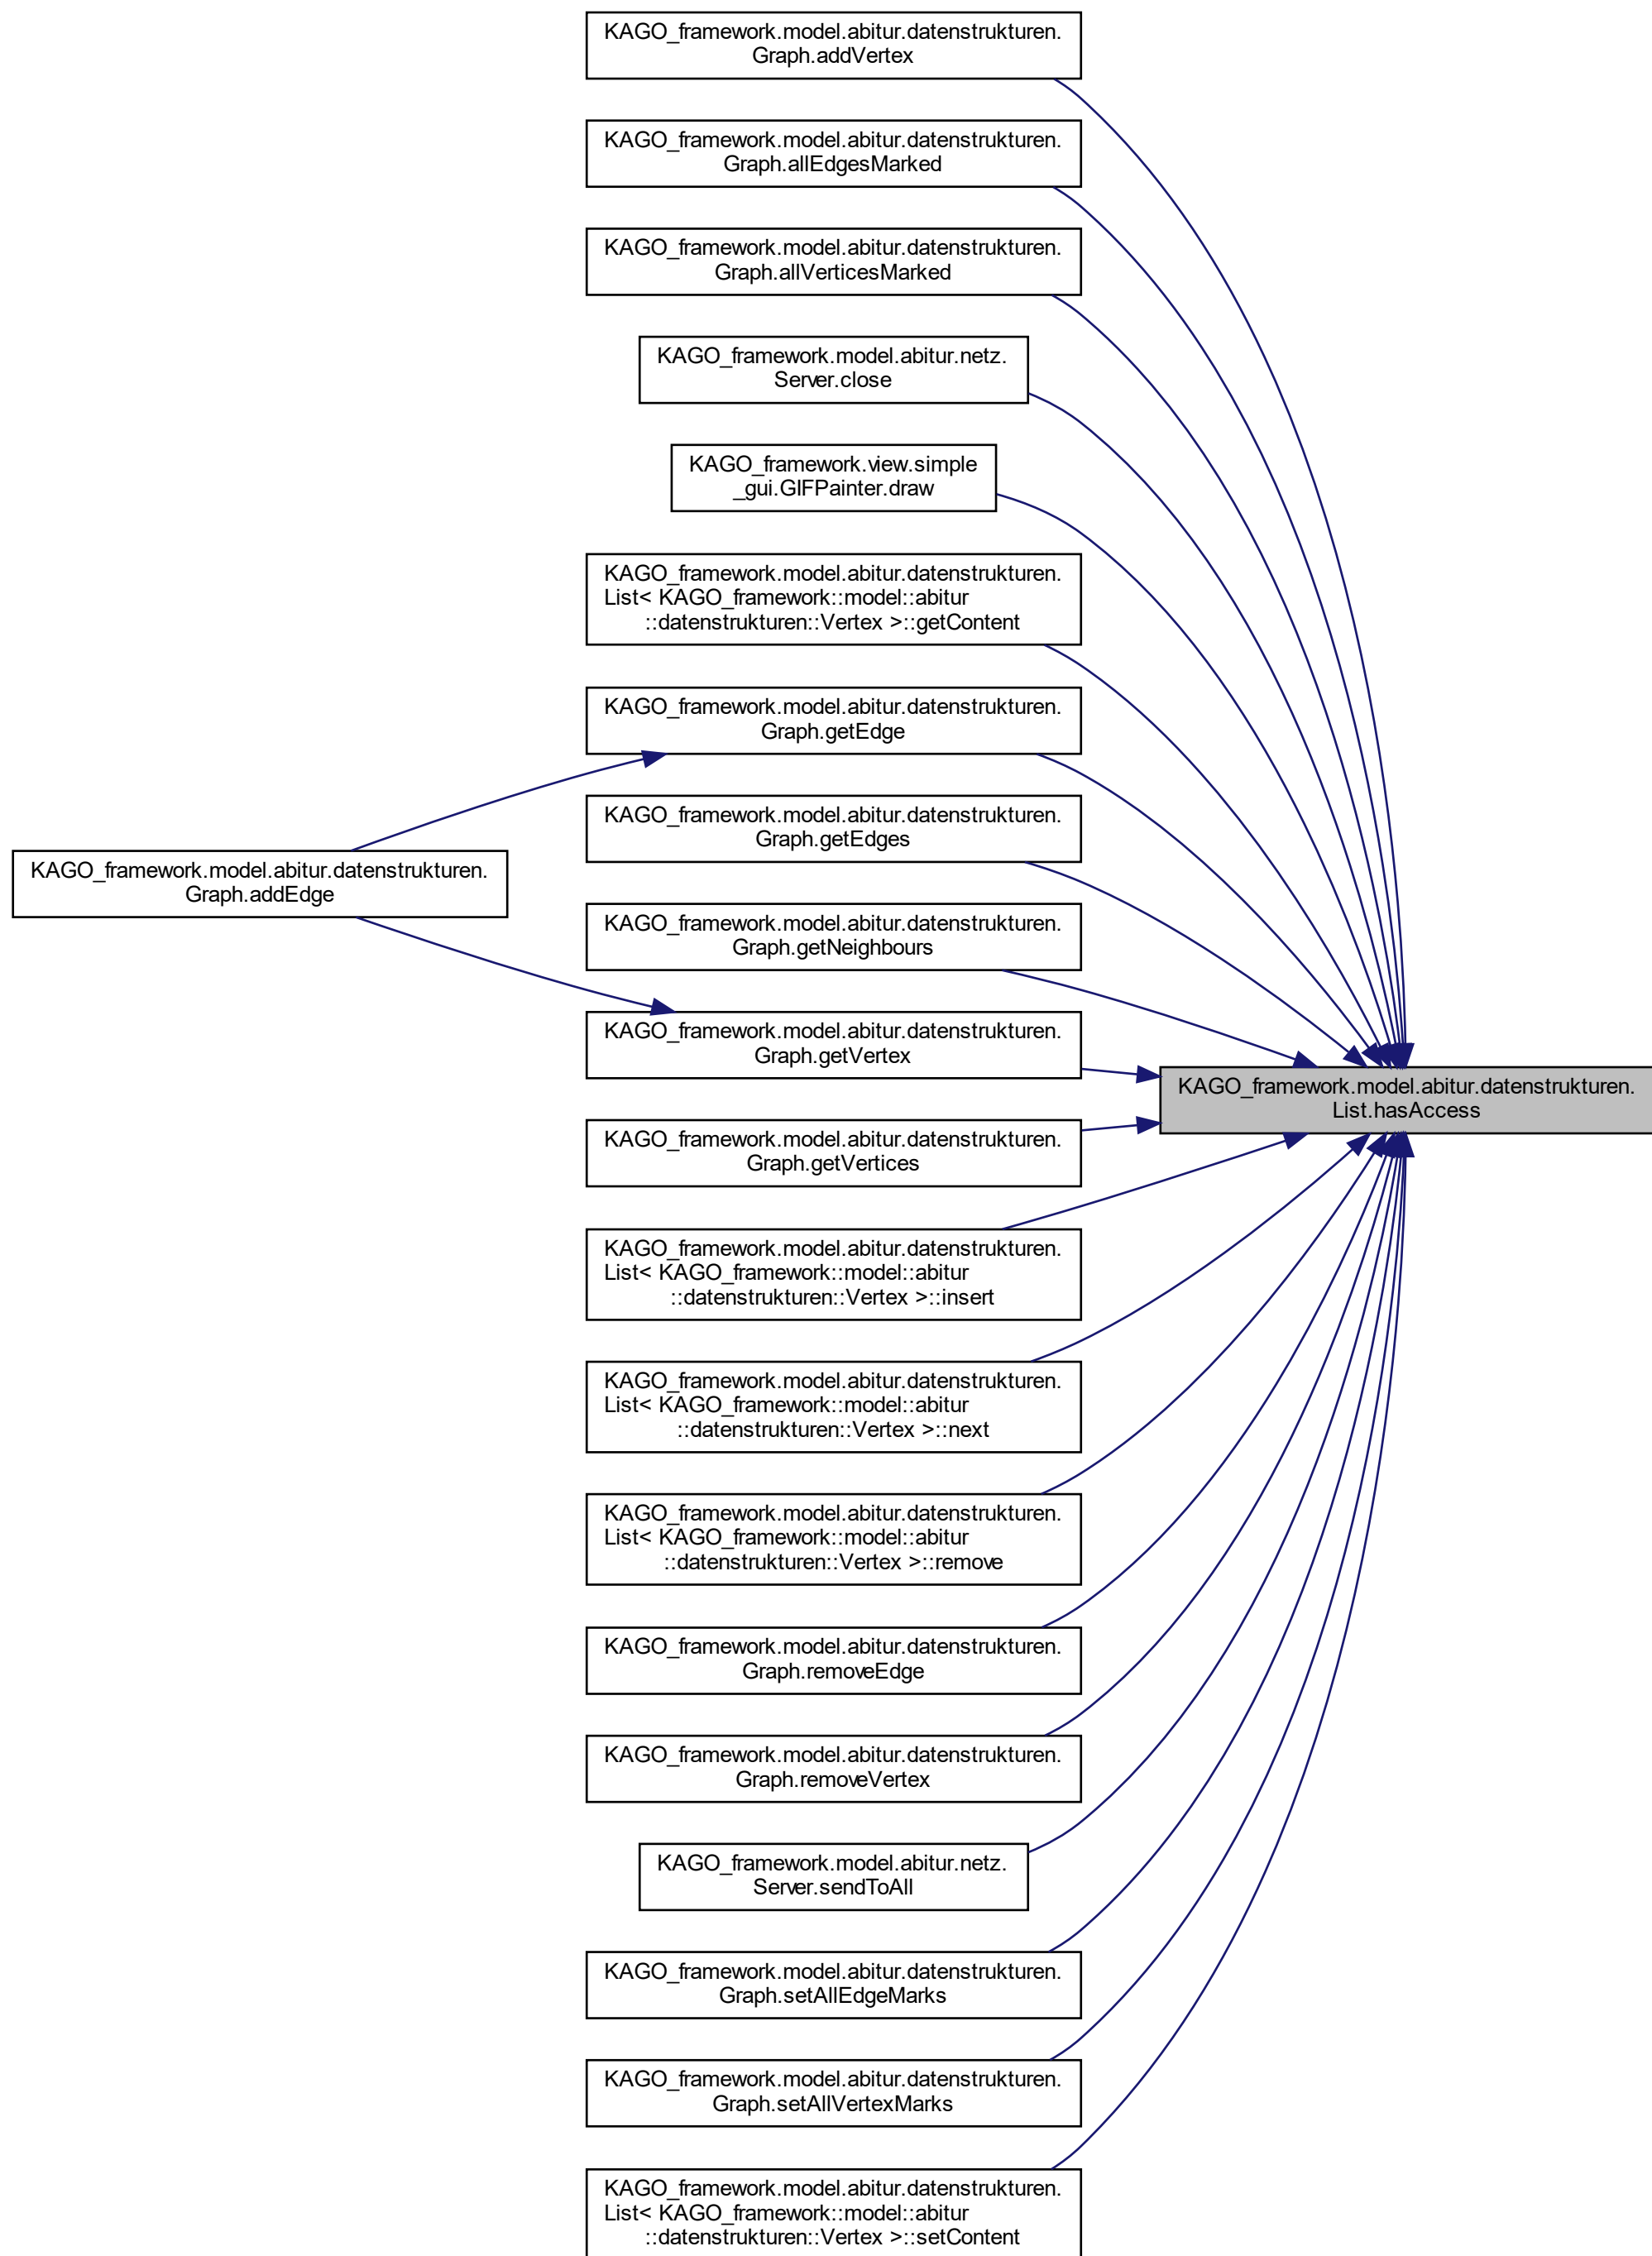 KAGO_framework.model.abitur.datenstrukturen.
Graph.addVertex
KAGO_framework.model.abitur.datenstrukturen.
Graph.allEdgesMarked
KAGO_framework.model.abitur.datenstrukturen.
Graph.allVerticesMarked
KAGO_framework.model.abitur.netz.
Server.close
KAGO_framework.view.simple
_gui.GIFPainter.draw
KAGO_framework.model.abitur.datenstrukturen.
List< KAGO_framework::model::abitur
::datenstrukturen::Vertex >::getContent
KAGO_framework.model.abitur.datenstrukturen.
Graph.getEdge
KAGO_framework.model.abitur.datenstrukturen.
Graph.getEdges
KAGO_framework.model.abitur.datenstrukturen.
Graph.addEdge
KAGO_framework.model.abitur.datenstrukturen.
Graph.getNeighbours
KAGO_framework.model.abitur.datenstrukturen.
Graph.getVertex
KAGO_framework.model.abitur.datenstrukturen.
List.hasAccess
KAGO_framework.model.abitur.datenstrukturen.
Graph.getVertices
KAGO_framework.model.abitur.datenstrukturen.
List< KAGO_framework::model::abitur
::datenstrukturen::Vertex >::insert
KAGO_framework.model.abitur.datenstrukturen.
List< KAGO_framework::model::abitur
::datenstrukturen::Vertex >::next
KAGO_framework.model.abitur.datenstrukturen.
List< KAGO_framework::model::abitur
::datenstrukturen::Vertex >::remove
KAGO_framework.model.abitur.datenstrukturen.
Graph.removeEdge
KAGO_framework.model.abitur.datenstrukturen.
Graph.removeVertex
KAGO_framework.model.abitur.netz.
Server.sendToAll
KAGO_framework.model.abitur.datenstrukturen.
Graph.setAllEdgeMarks
KAGO_framework.model.abitur.datenstrukturen.
Graph.setAllVertexMarks
KAGO_framework.model.abitur.datenstrukturen.
List< KAGO_framework::model::abitur
::datenstrukturen::Vertex >::setContent